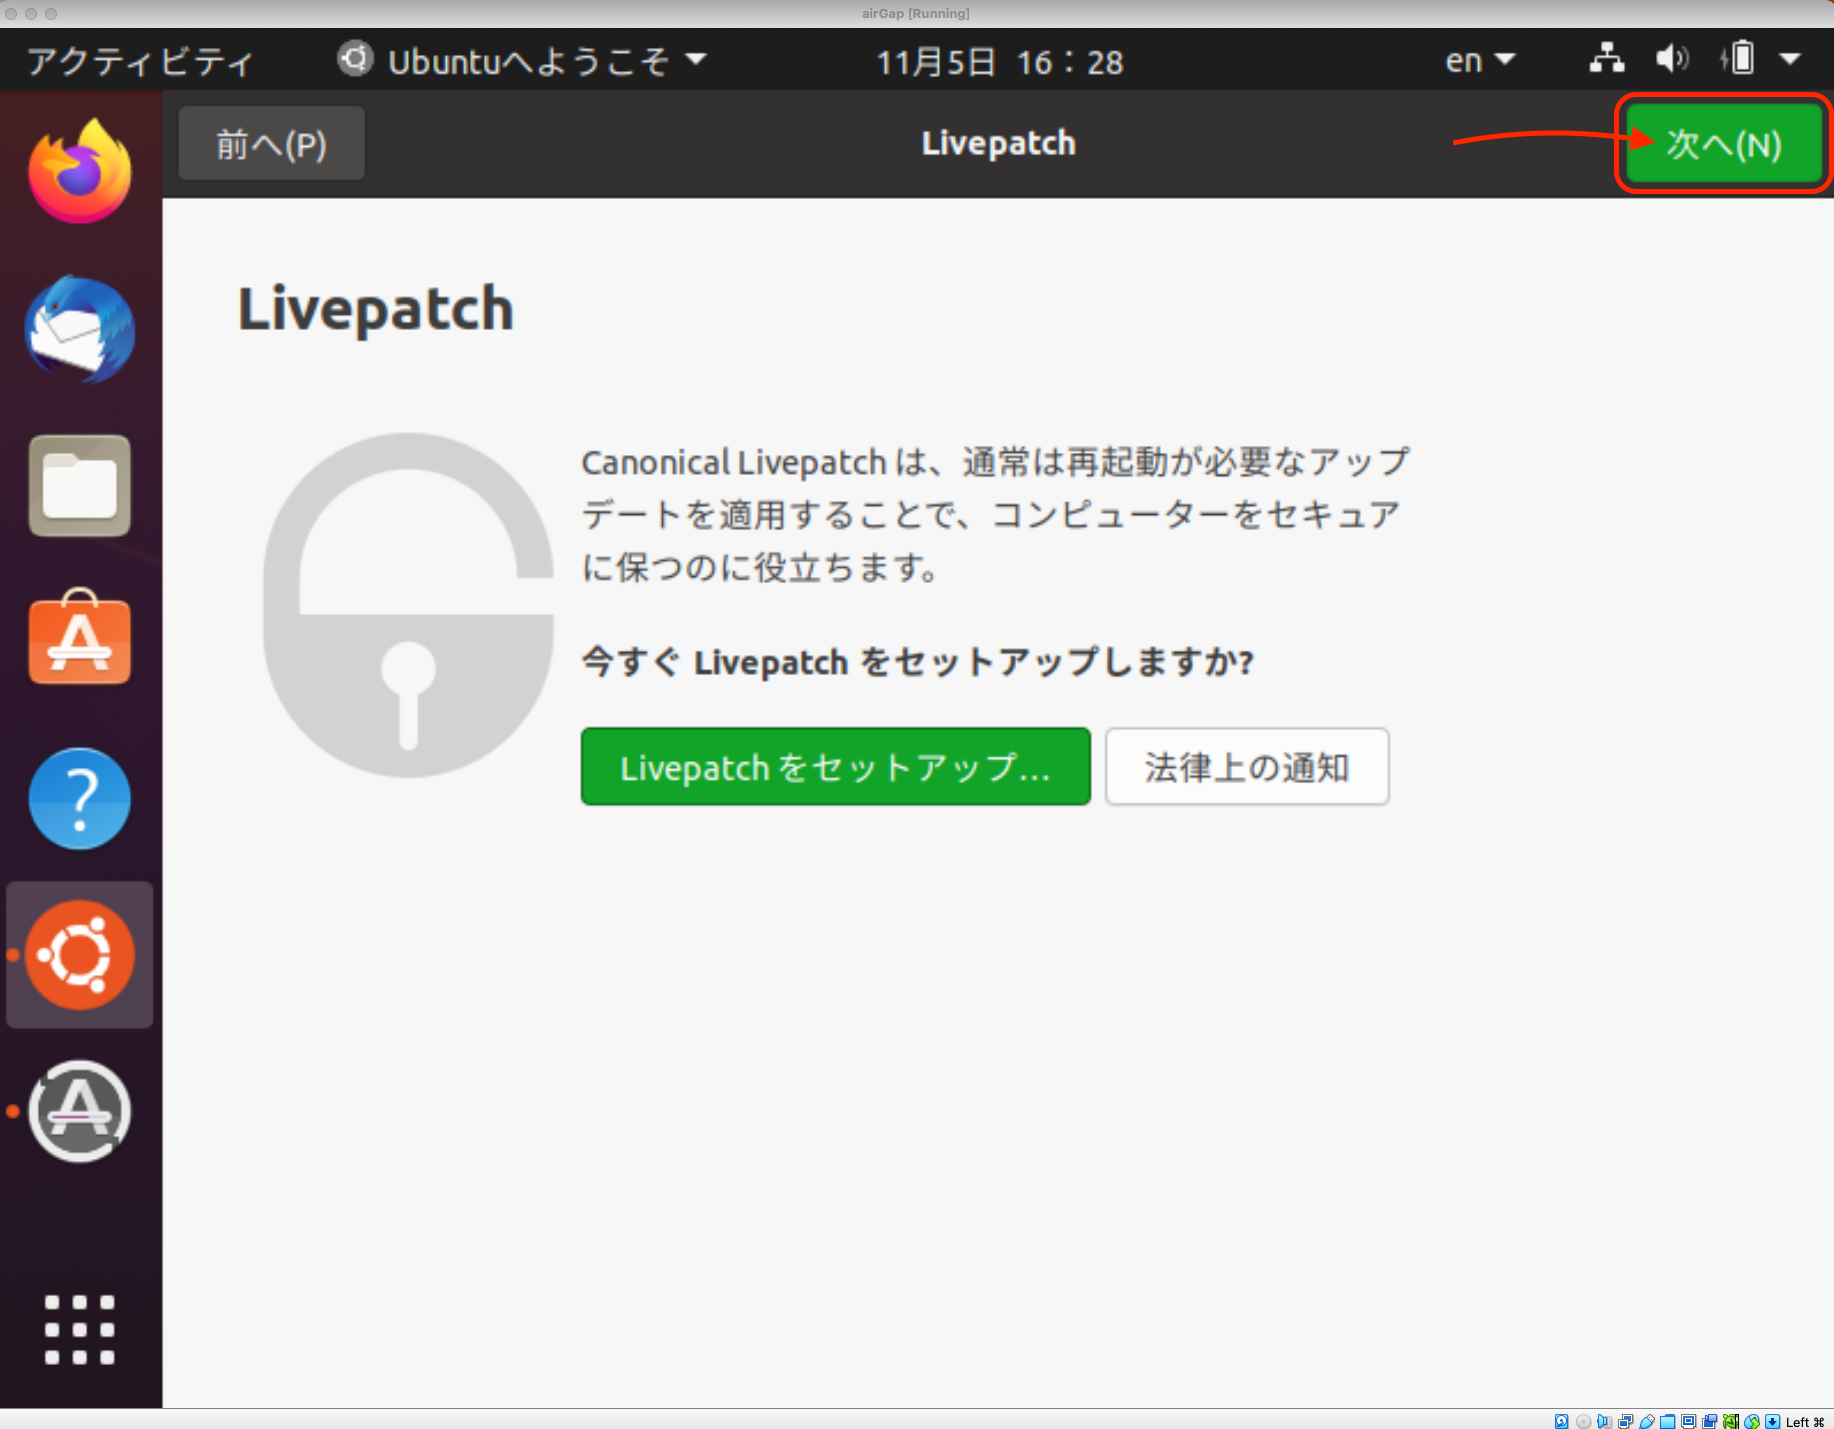 airGap [Running]
アクティビティ
Ubuntuへようこそ
11月5日 16：28
en
前へ(P)
Livepatch
次へ(N)
Livepatch
Canonical Livepatch は、通常は再起動が必要なアップ
デートを適用することで、コンピューターをセキュア
に保つのに役立ちます。
今すぐ Livepatch をセットアップしますか?
Livepatch をセットアップ…
法律上の通知
Left ⌘